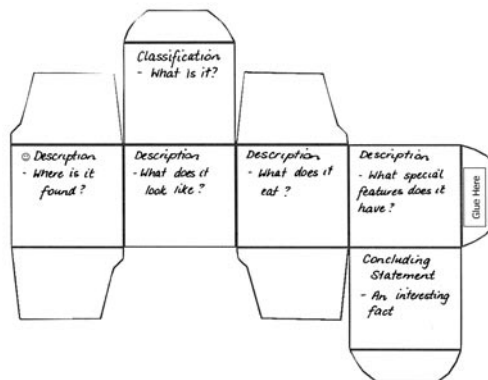 Classification
- What is it?
☺ Description
- Where is it
found?
Description
- What does it
look like?
Description
- What does it
eat?
Description
- What special
features does it
have?
Glue Here
Concluding
Statement
- An interesting
fact